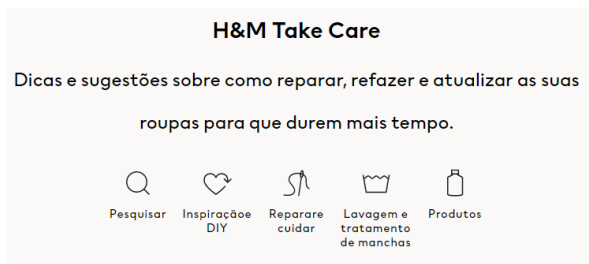 H&M Take Care
Dicas e sugestões sobre como reparar, refazer e atualizar as suas
roupas para que durem mais tempo.
Pesquisar
Inspiraçãoe
DIY
Reparare
cuidar
Lavagem e
tratamento
de manchas
Produtos